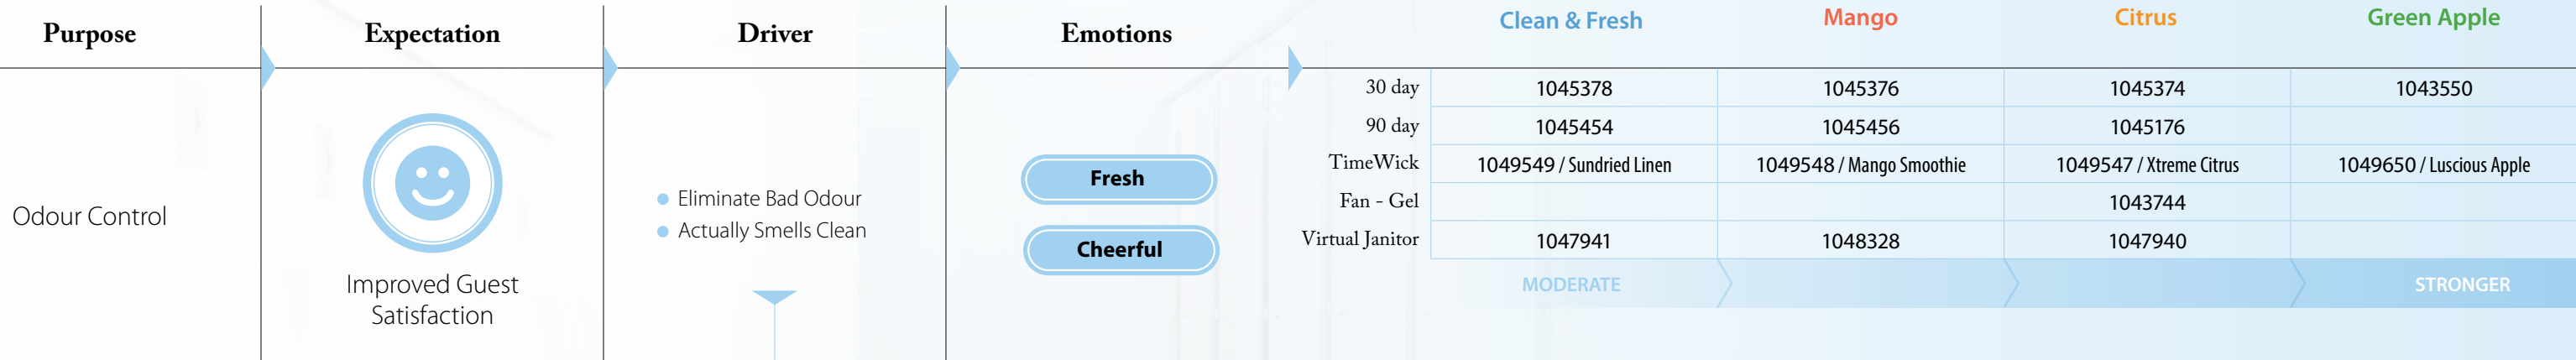 Purpose
Expectation
Driver
Emotions
Clean & Fresh
Mango
Citrus
Green Apple
Odour Control
Improved Guest
Satisfaction
Eliminate Bad Odour
Actually Smells Clean
Fresh
Cheerful
30 day 1045378 1045376 1045374 1043550
90 day 1045454 1045456 1045176
TimeWick 1049549 / Sundried Linen 1049548 / Mango Smoothie 1049547 / Xtreme Citrus 1049650 / Luscious Apple
Fan - Gel 1043744
Virtual Janitor 1047941 1048328 1047940
MODERATE STRONGER